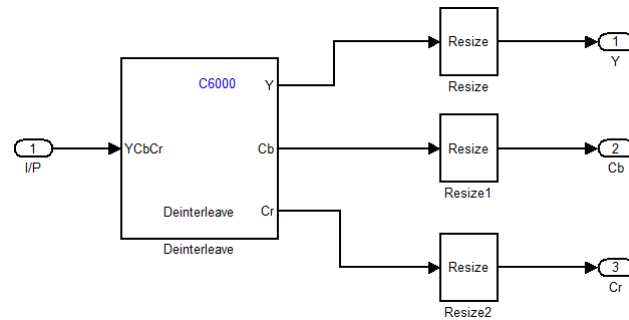 C6000
YCbCr
Y
Cb
Cr
Deinterleave
Deinterleave
1
I/P
Resize
Resize
1
Y
Resize
Resize1
2
Cb
Resize
Resize2
3
Cr